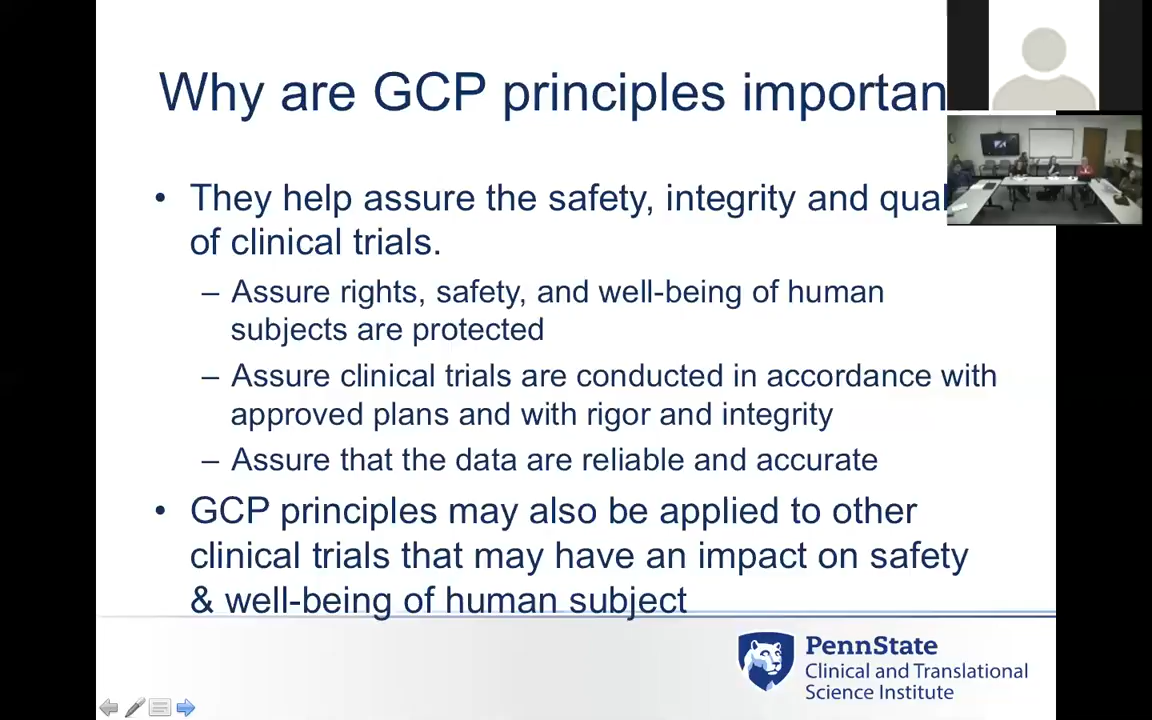 Why are GCP principles
• They help assure the safety, integrity and
of clinical trials.
– Assure rights, safety, and well-being of human
subjects are protected
– Assure clinical trials are conducted in accordance with
approved plans and with rigor and integrity
– Assure that the data are reliable and accurate
• GCP principles may also be applied to other
clinical trials that may have an impact on safety
& well-being of human subject
PennState
Clinical and Translational
Science Institute